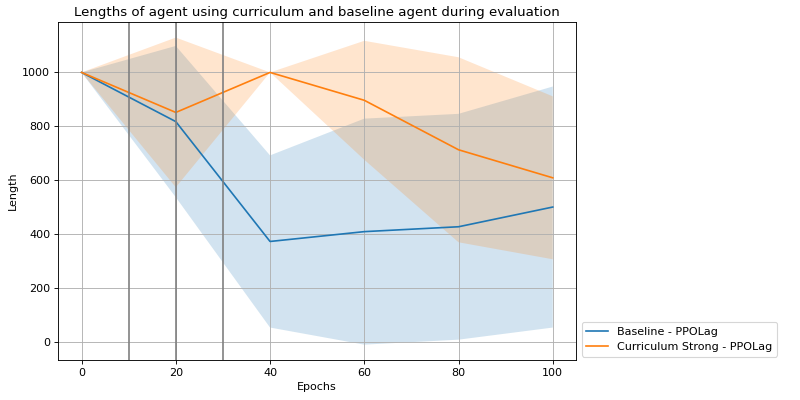 Lengths of agent using curriculum and baseline agent during evaluation
1000
800
600
400
200
0
Length
0 20 40 60 80 100
Epochs
Baseline - PPOLag
Curriculum Strong - PPOLag